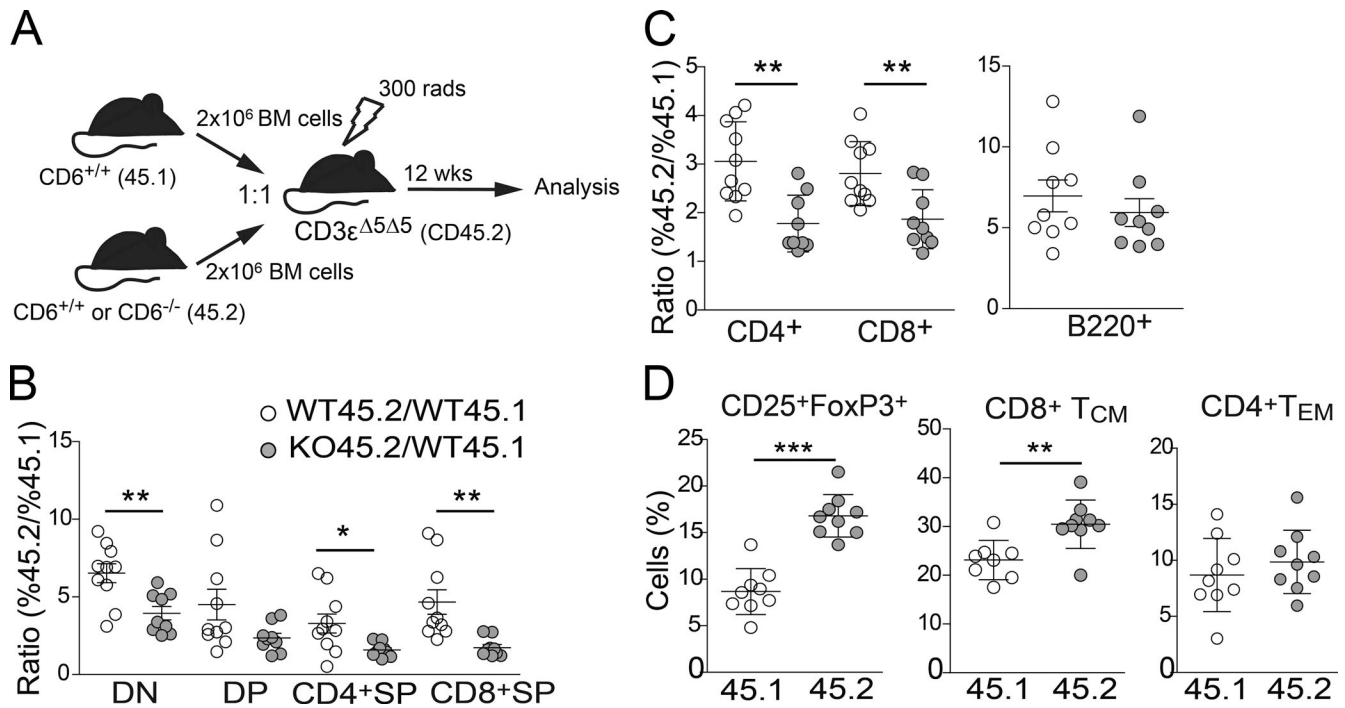 A
300 rads
2x10⁶ BM cells
CD6⁺/⁺ (45.1)
1:1
12 wks
Analysis
CD3ε^Δ5Δ5 (CD45.2)
2x10⁶ BM cells
CD6⁺/⁺ or CD6⁻/⁻ (45.2)
B
WT45.2/WT45.1
KO45.2/WT45.1
Ratio (%45.2/%45.1)
15
10
5
0
**
*
**
DN DP CD4⁺SP CD8⁺SP
C
Ratio (%45.2/%45.1)
5
4
3
2
1
0
**
**
CD4⁺ CD8⁺
15
10
5
0
B220⁺
D
CD25⁺FoxP3⁺
Cells (%)
25
20
15
10
5
0
***
45.1 45.2
CD8⁺ T_CM
50
40
30
20
10
0
**
45.1 45.2
CD4⁺T_EM
20
15
10
5
0
45.1 45.2